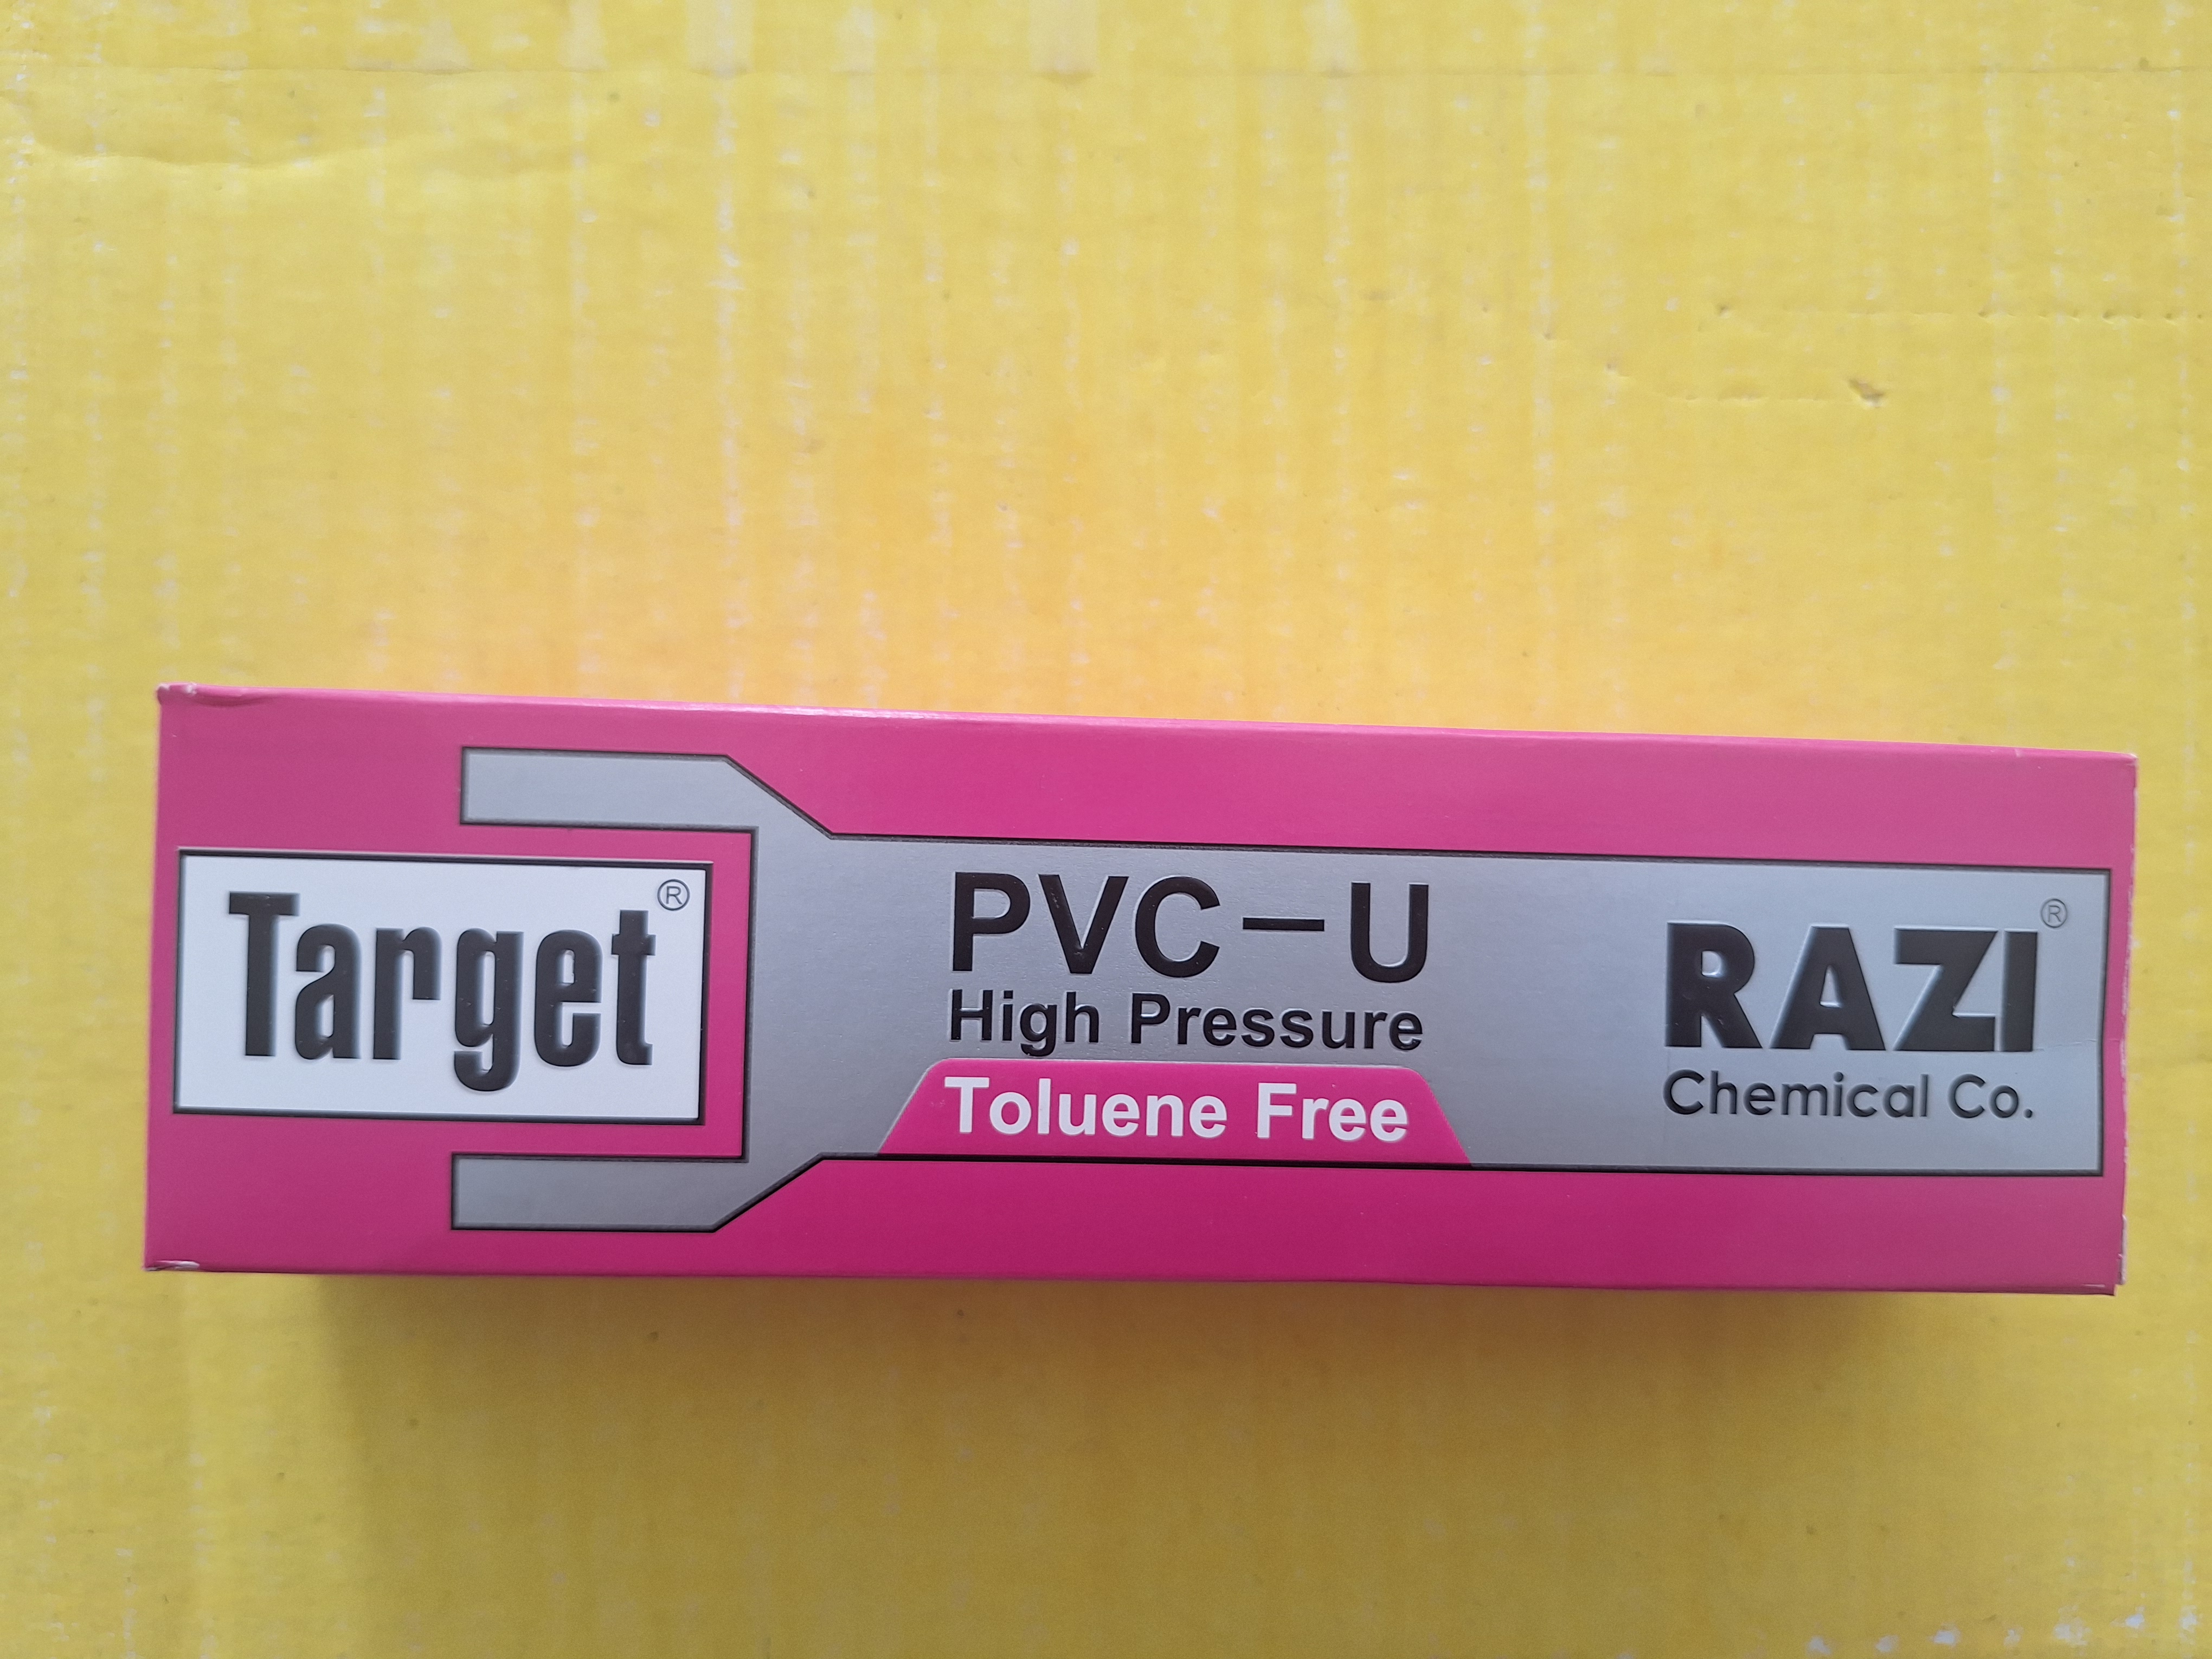 Target®
PVC-U
High Pressure
Toluene Free
RAZI®
Chemical Co.